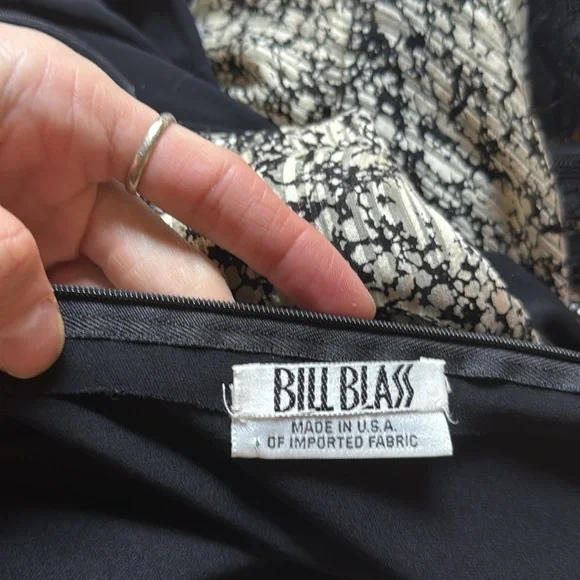 BILL BLASS
MADE IN U.S.A.
OF IMPORTED FABRIC